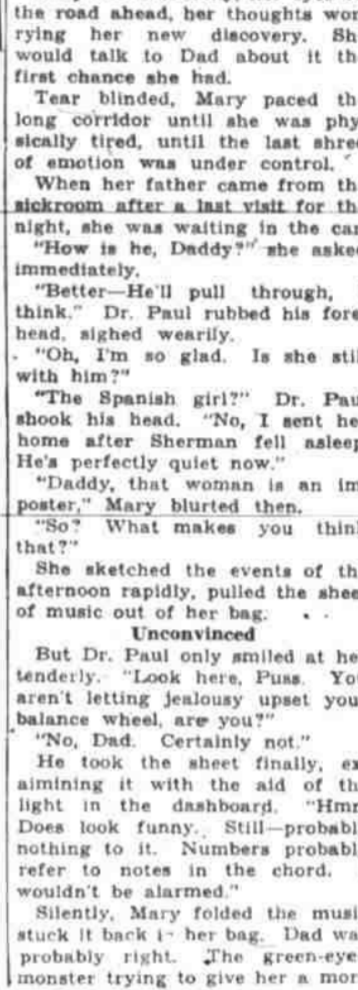 the road ahead, her thoughts wor
rying her new discovery. Sh
would talk to Dad about it th
first chance she had.
Tear blinded, Mary paced th
long corridor until she was phy
sically tired, until the last shre
of emotion was under control.
When her father came from th
sickroom after a last visit for th
night, she was waiting in the car
"How is he, Daddy?" she aske
immediately.
"Better—He'll pull through,
think." Dr. Paul rubbed his fore
head, sighed wearily.
"Oh, I'm so glad. Is she stil
with him?"
"The Spanish girl?" Dr. Pau
shook his head. "No, I sent he
home after Sherman fell asleep
He's perfectly quiet now."
"Daddy, that woman is an im
poster," Mary blurted then.
"So? What makes you thin
that?"
She sketched the events of th
afternoon rapidly, pulled the shee
of music out of her bag.
Unconvinced
But Dr. Paul only smiled at he
tenderly. "Look here, Puss. Yo
aren't letting jealousy upset you
balance wheel, are you?"
"No, Dad. Certainly not."
He took the sheet finally, ex
aimining it with the aid of th
light in the dashboard. "Hmm
Does look funny. Still—probabl
nothing to it. Numbers probabl
refer to notes in the chord.
wouldn't be alarmed."
Silently, Mary folded the musi
stuck it back i- her bag. Dad wa
probably right. The green-eye
monster trying to give her a mor